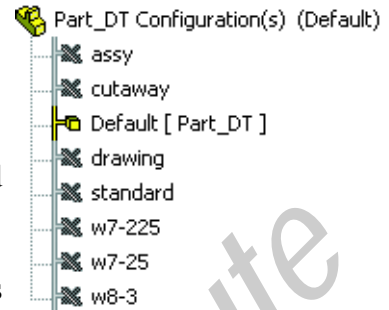 Part_DT Configuration(s) (Default)
assy
cutaway
Default [ Part_DT ]
drawing
standard
w7-225
w7-25
w8-3